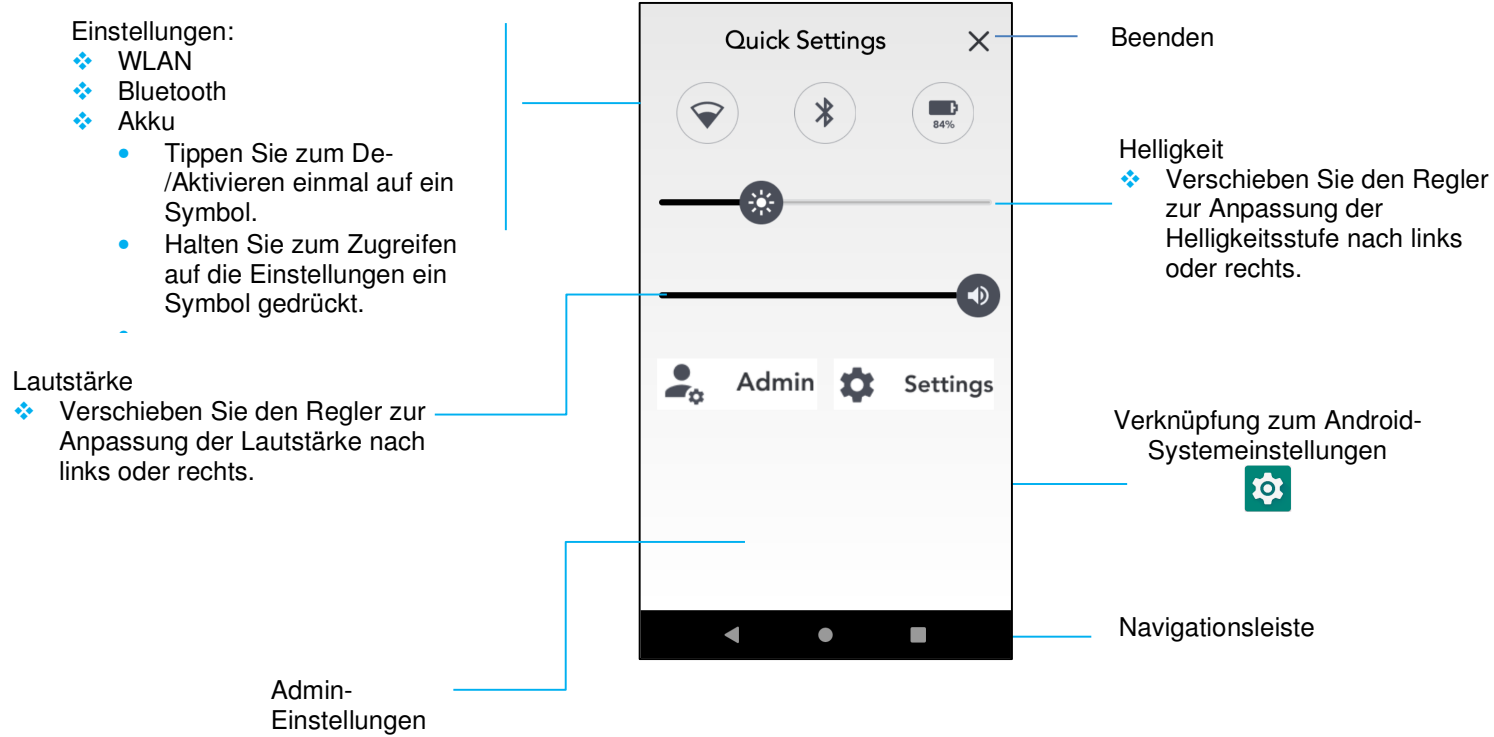 Einstellungen:
WLAN
Bluetooth
Akku
Tippen Sie zum De-
/Aktivieren einmal auf ein
Symbol.
Halten Sie zum Zugreifen
auf die Einstellungen ein
Symbol gedrückt.
Lautstärke
Verschieben Sie den Regler zur
Anpassung der Lautstärke nach
links oder rechts.
Admin-
Einstellungen
Quick Settings
84%
Admin
Settings
Beenden
Helligkeit
Verschieben Sie den Regler
zur Anpassung der
Helligkeitsstufe nach links
oder rechts.
Verknüpfung zum Android-
Systemeinstellungen
Navigationsleiste